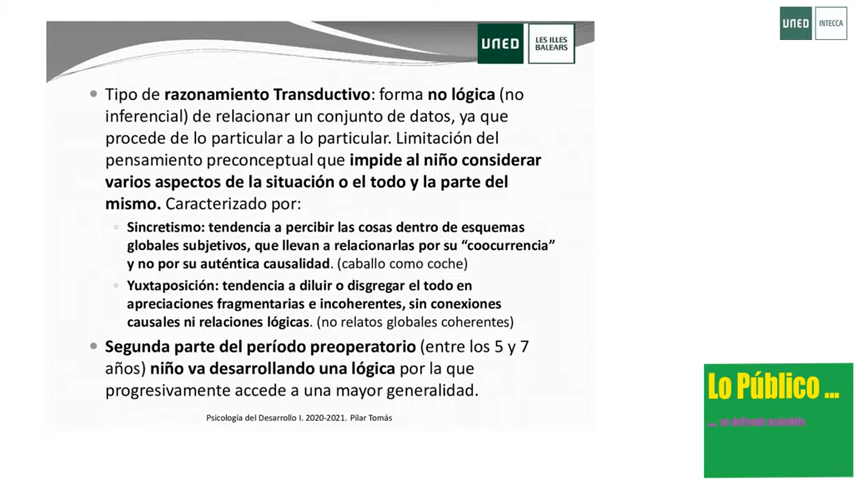 UNED
INTECCA
UNED
LES ILLES
BALEARS
Tipo de razonamiento Transductivo: forma no lógica (no
inferencial) de relacionar un conjunto de datos, ya que
procede de lo particular a lo particular. Limitación del
pensamiento preconceptual que impide al niño considerar
varios aspectos de la situación o el todo y la parte del
mismo. Caracterizado por:
Sincretismo: tendencia a percibir las cosas dentro de esquemas
globales subjetivos, que llevan a relacionarlas por su “coocurrencia”
y no por su auténtica causalidad. (caballo como coche)
Yuxtaposición: tendencia a diluir o disgregar el todo en
apreciaciones fragmentarias e incoherentes, sin conexiones
causales ni relaciones lógicas. (no relatos globales coherentes)
Segunda parte del período preoperatorio (entre los 5 y 7
años) niño va desarrollando una lógica por la que
progresivamente accede a una mayor generalidad.
Psicología del Desarrollo I. 2020-2021. Pilar Tomás
Lo Público ...